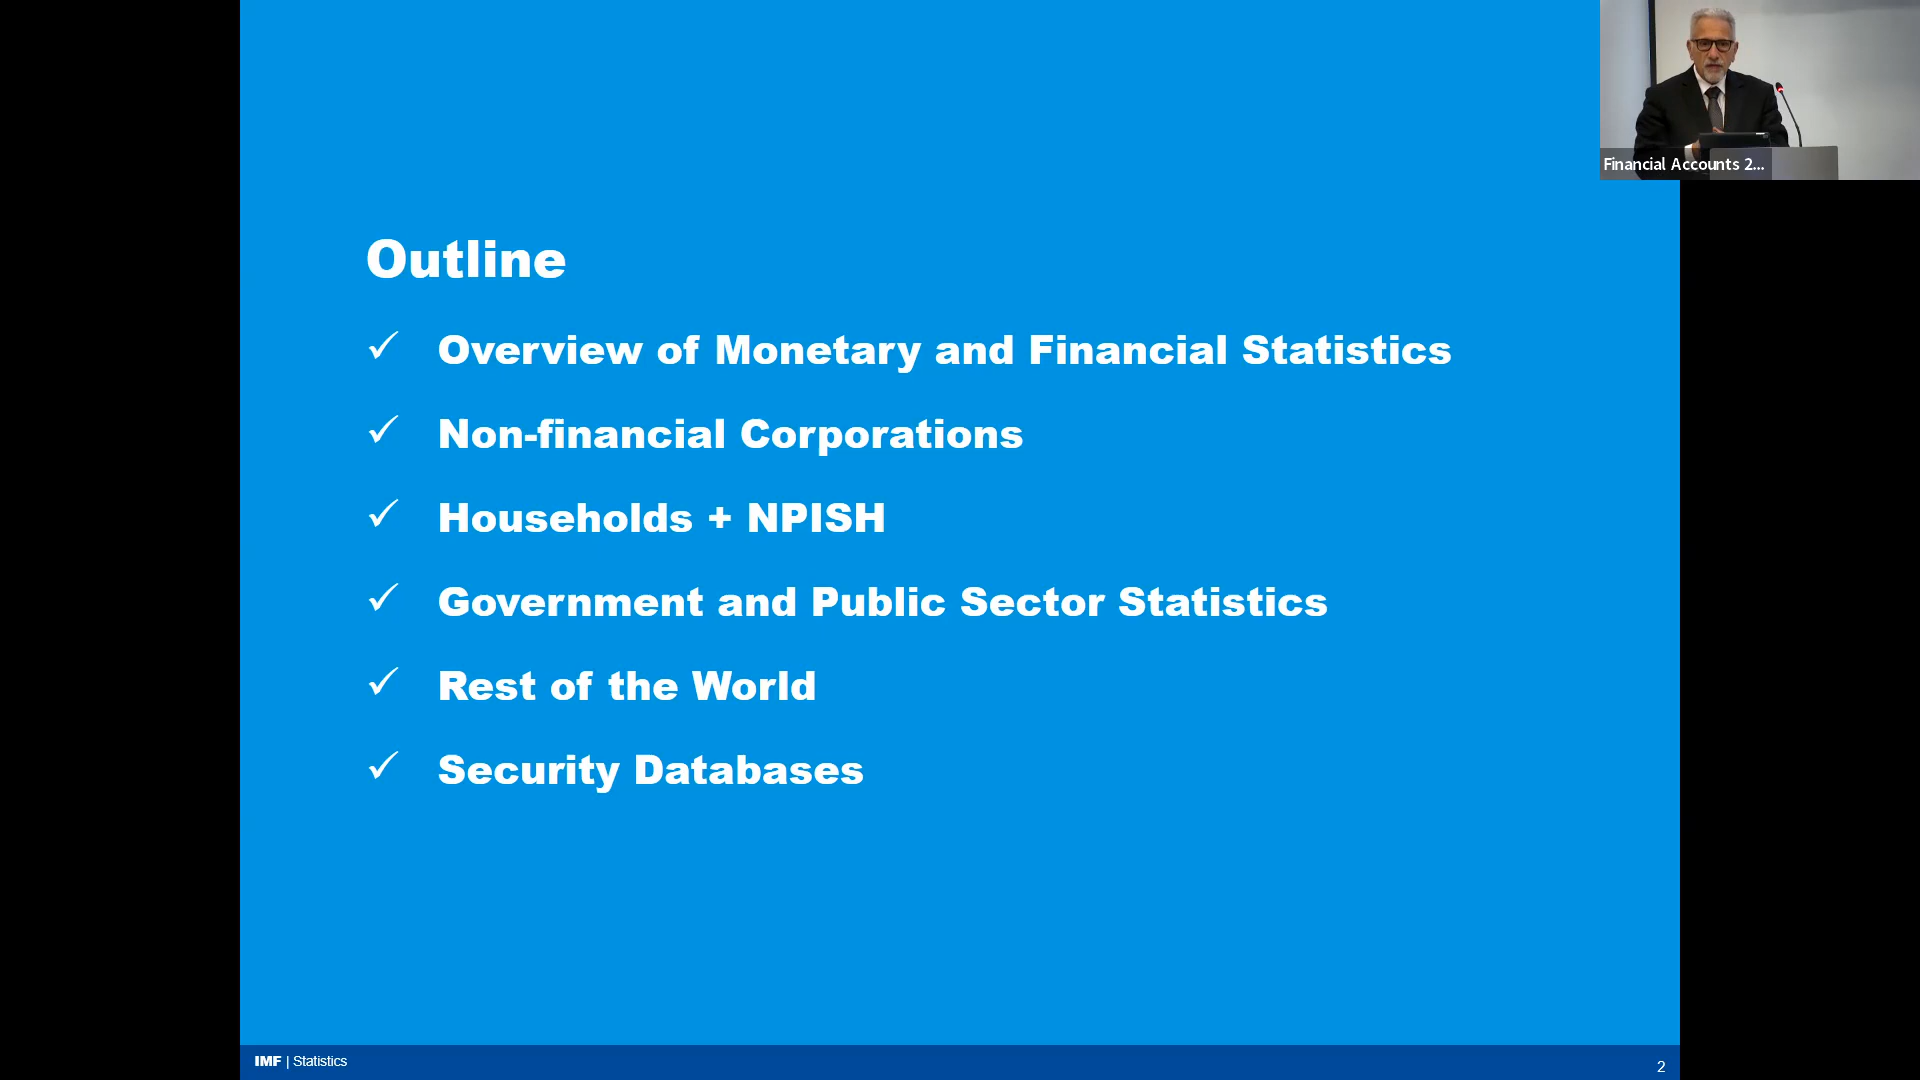 Financial Accounts 2...
Outline
✓ Overview of Monetary and Financial Statistics
✓ Non-financial Corporations
✓ Households + NPISH
✓ Government and Public Sector Statistics
✓ Rest of the World
✓ Security Databases
IMF | Statistics
2